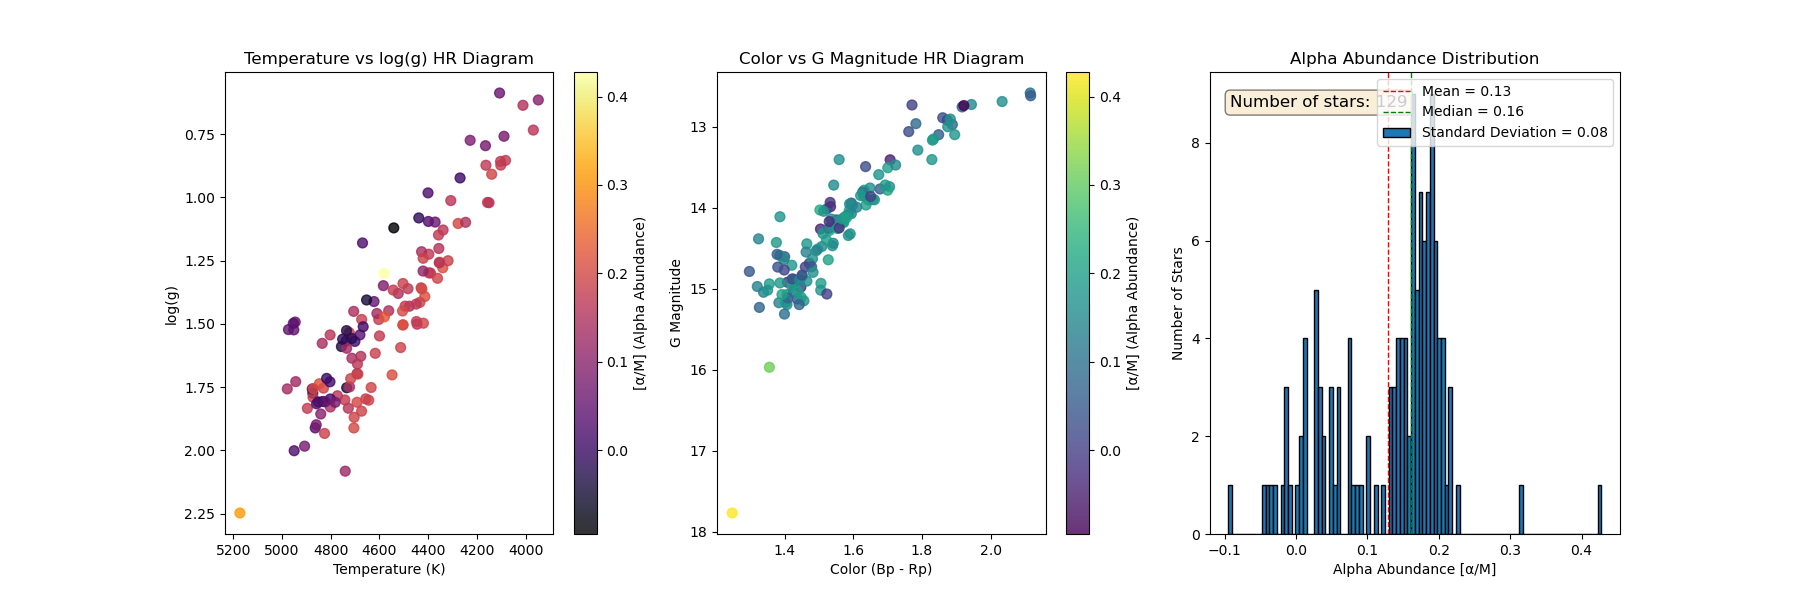 Temperature vs log(g) HR Diagram
log(g)
0.75
1.00
1.25
1.50
1.75
2.00
2.25
5200 5000 4800 4600 4400 4200 4000
Temperature (K)
0.4
0.3
0.2
0.1
0.0
[α/M] (Alpha Abundance)
Color vs G Magnitude HR Diagram
G Magnitude
13
14
15
16
17
18
1.4 1.6 1.8 2.0
Color (Bp - Rp)
0.4
0.3
0.2
0.1
0.0
[α/M] (Alpha Abundance)
Alpha Abundance Distribution
Number of stars: 129
Mean = 0.13
Median = 0.16
Standard Deviation = 0.08
Number of Stars
8
6
4
2
0
−0.1 0.0 0.1 0.2 0.3 0.4
Alpha Abundance [α/M]